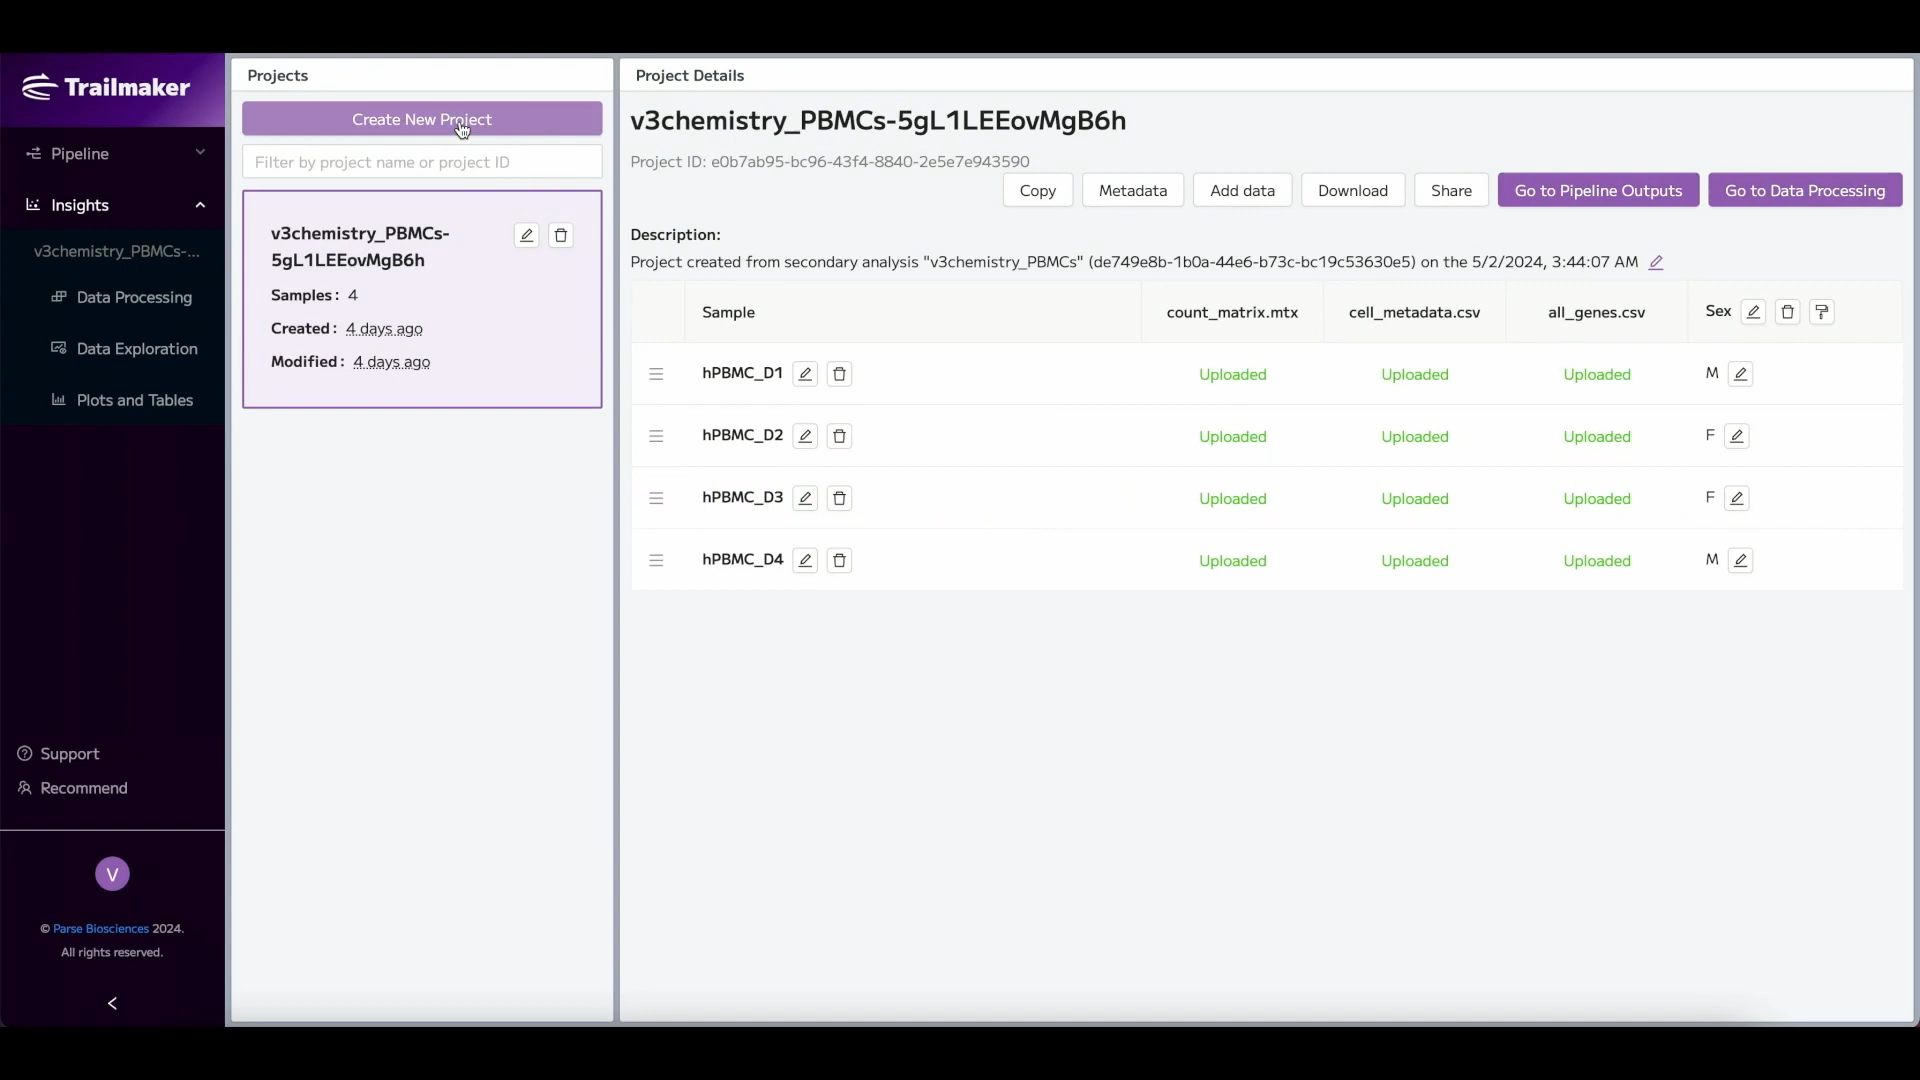 Trailmaker
Pipeline
Insights
v3chemistry_PBMCs-...
Data Processing
Data Exploration
Plots and Tables
Support
Recommend
V
© Parse Biosciences 2024.
All rights reserved.
Projects
Create New Project
Filter by project name or project ID
v3chemistry_PBMCs-
5gL1LEEovMgB6h
Samples: 4
Created: 4 days ago
Modified: 4 days ago
Project Details
v3chemistry_PBMCs-5gL1LEEovMgB6h
Project ID: e0b7ab95-bc96-43f4-8840-2e5e7e943590
Copy Metadata Add data Download Share Go to Pipeline Outputs Go to Data Processing
Description:
Project created from secondary analysis "v3chemistry_PBMCs" (de749e8b-1b0a-44e6-b73c-bc19c53630e5) on the 5/2/2024, 3:44:07 AM
Sample count_matrix.mtx cell_metadata.csv all_genes.csv Sex
hPBMC_D1 Uploaded Uploaded Uploaded M
hPBMC_D2 Uploaded Uploaded Uploaded F
hPBMC_D3 Uploaded Uploaded Uploaded F
hPBMC_D4 Uploaded Uploaded Uploaded M